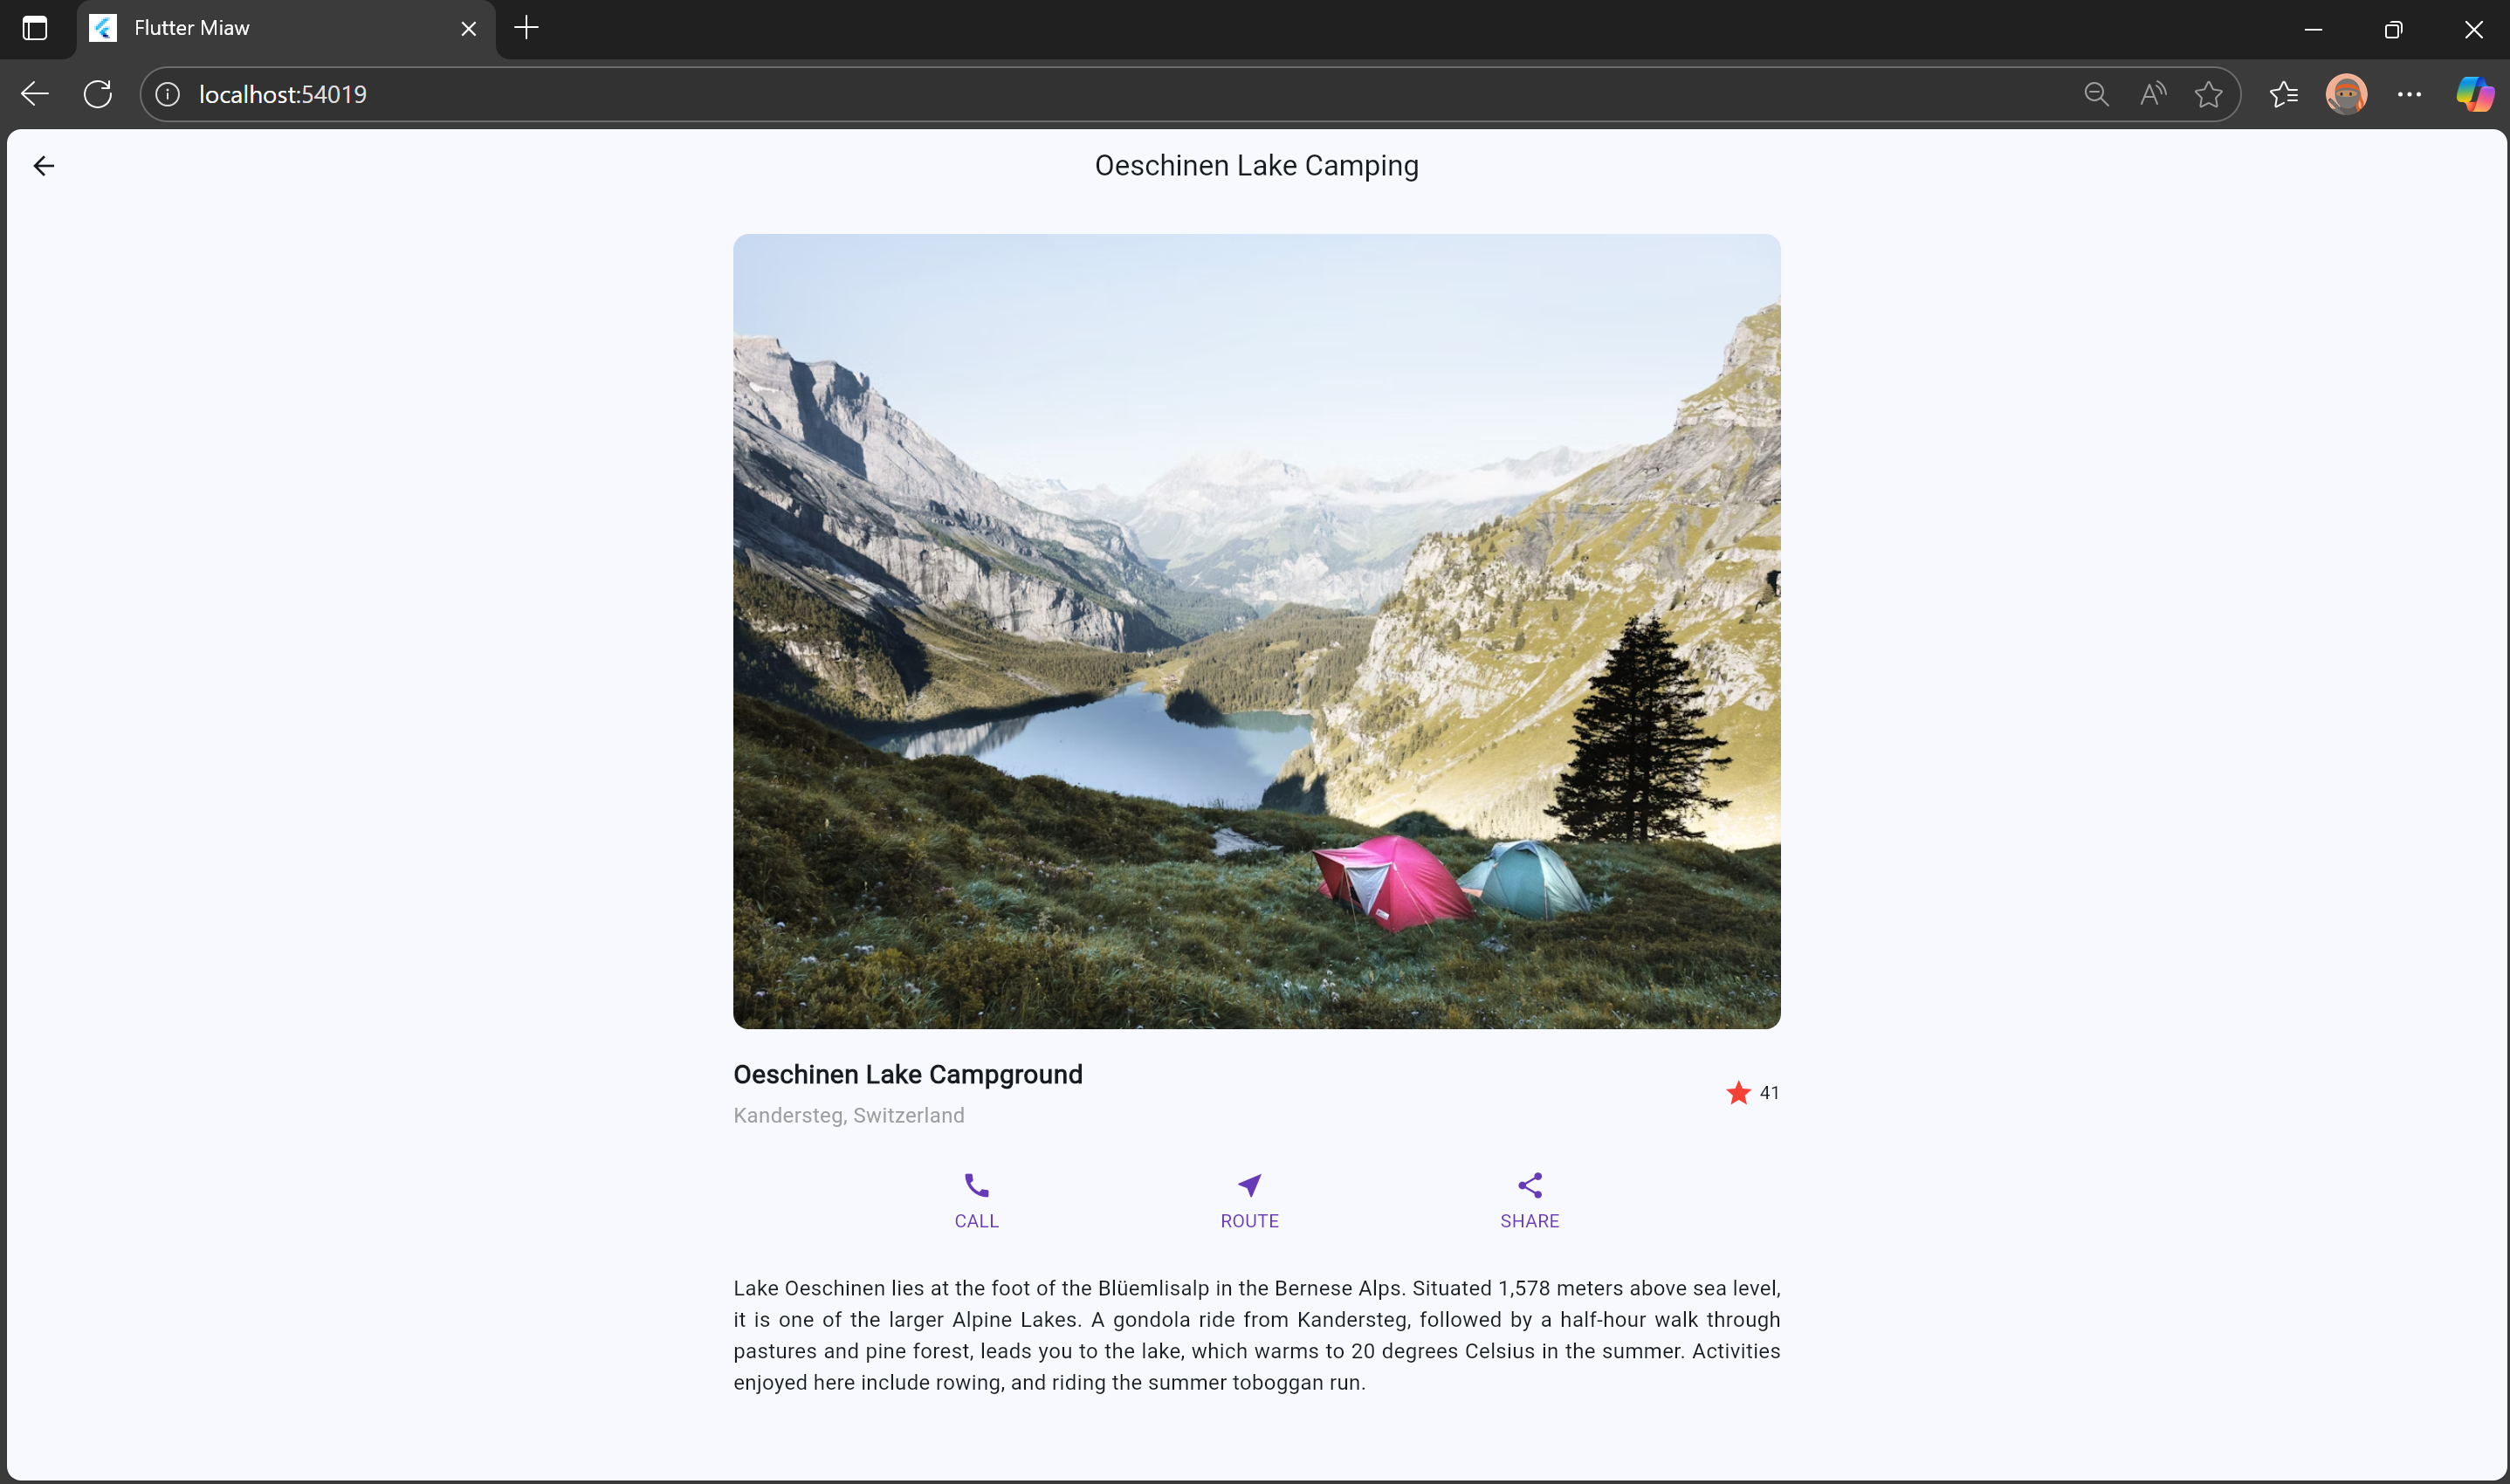 Flutter Miaw
localhost:54019
Oeschinen Lake Camping
Oeschinen Lake Campground
41
Kandersteg, Switzerland
CALL
ROUTE
SHARE
Lake Oeschinen lies at the foot of the Blüemlisalp in the Bernese Alps. Situated 1,578 meters above sea level,
it is one of the larger Alpine Lakes. A gondola ride from Kandersteg, followed by a half-hour walk through
pastures and pine forest, leads you to the lake, which warms to 20 degrees Celsius in the summer. Activities
enjoyed here include rowing, and riding the summer toboggan run.